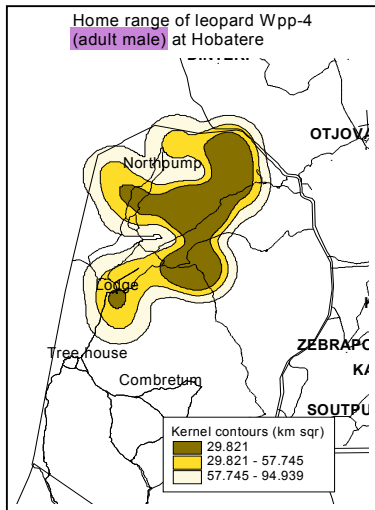 Home range of leopard Wpp-4
(adult male) at Hobatere
OTJOVA
Northpump
Lodge
ZEBRAPO
Tree house
KA
Combretum
SOUTPU
Kernel contours (km sqr)
29.821
29.821 - 57.745
57.745 - 94.939